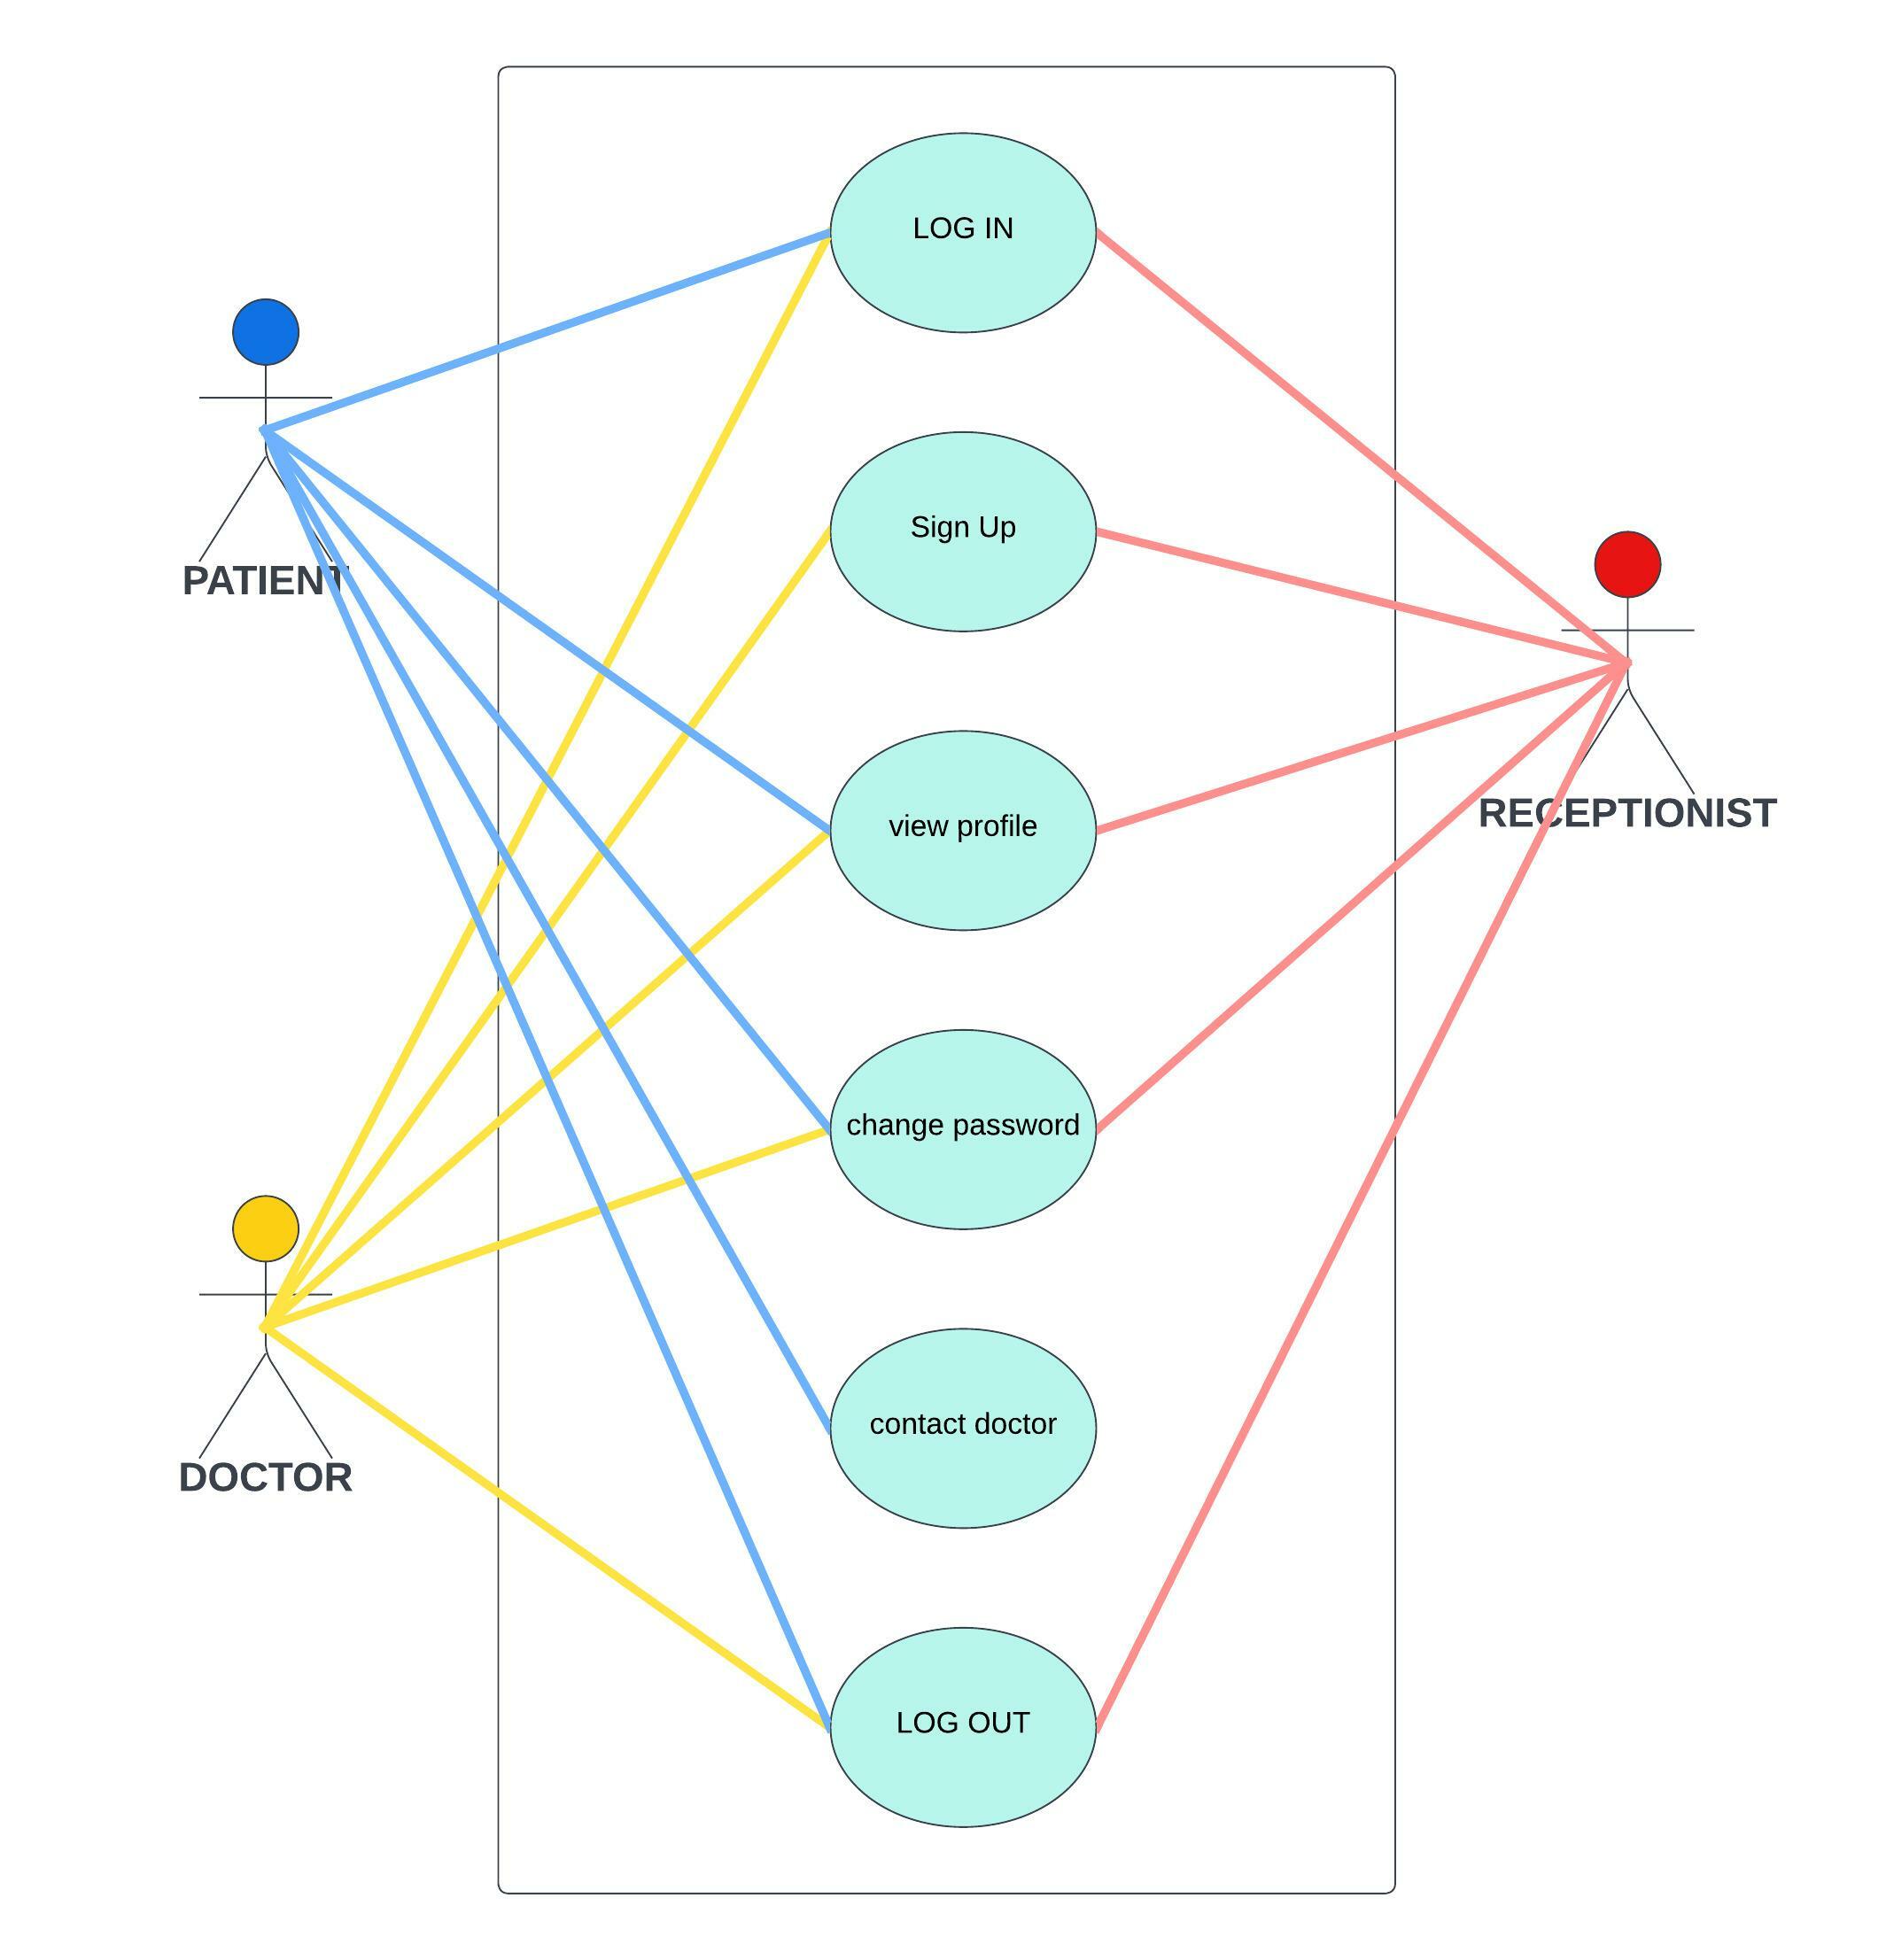 LOG IN
Sign Up
PATIENT
view profile
RECEPTIONIST
change password
contact doctor
DOCTOR
LOG OUT